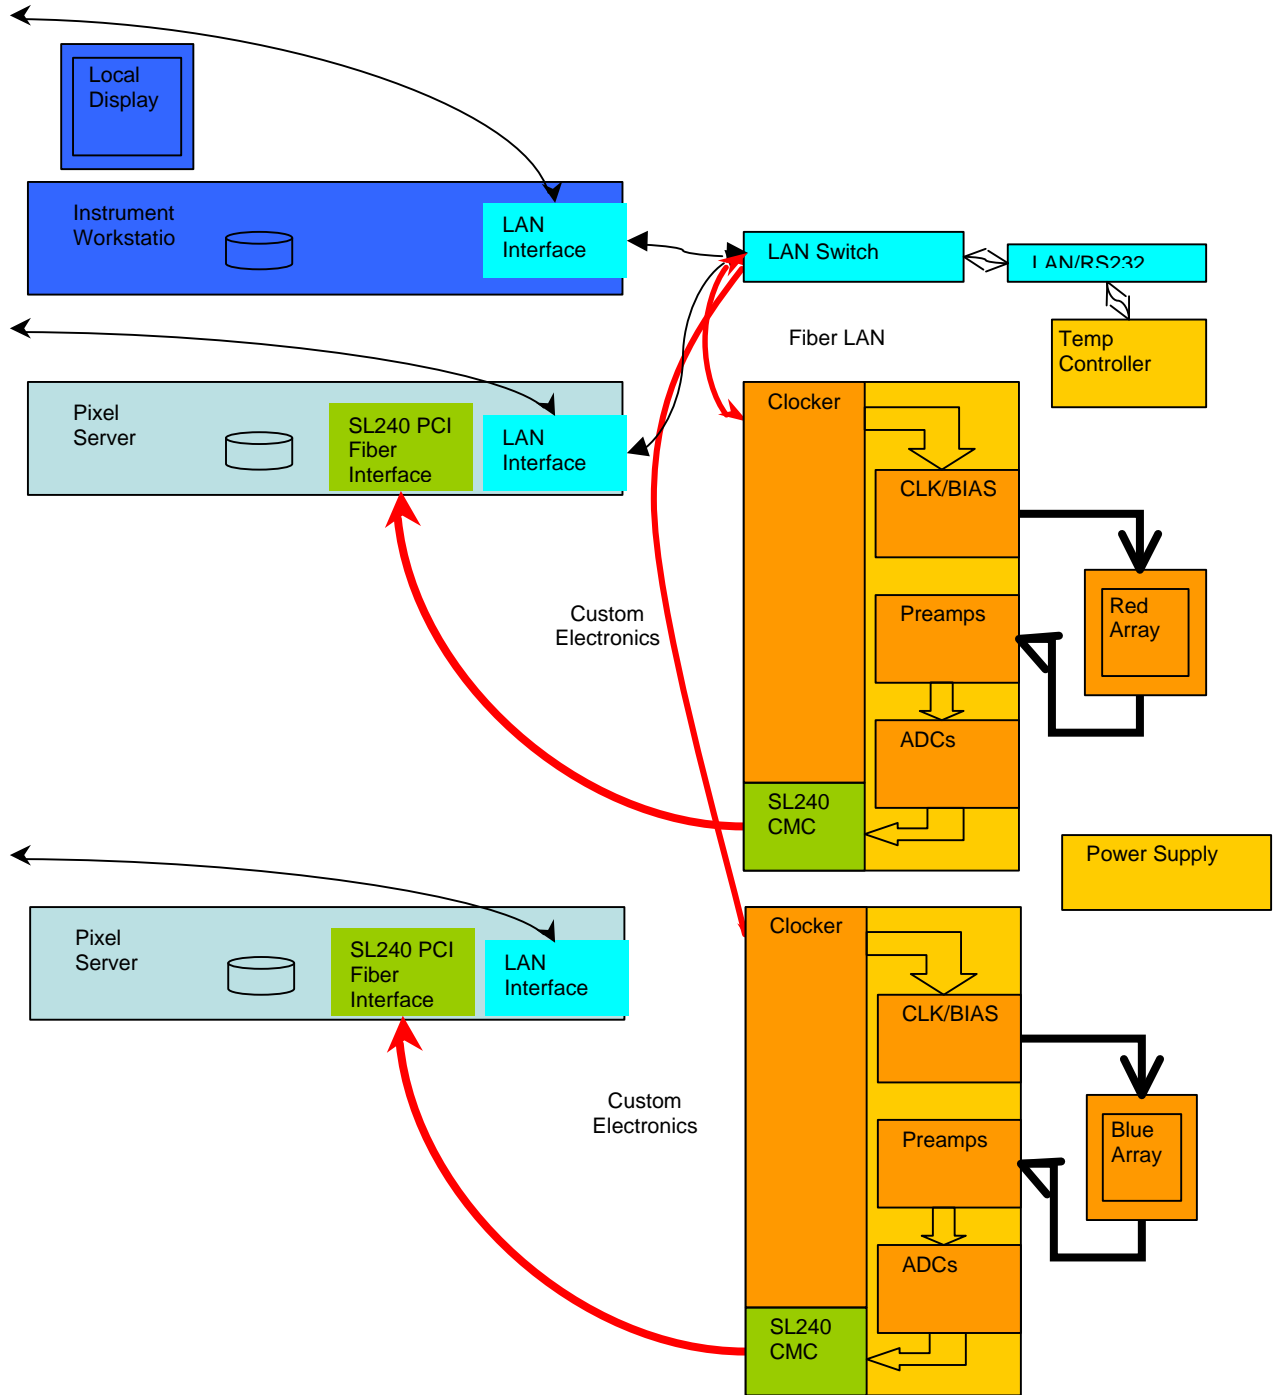 Local
Display
Instrument
Workstatio
LAN
Interface
LAN Switch
LAN/RS232
Fiber LAN
Temp
Controller
Pixel
Server
SL240 PCI
Fiber
Interface
LAN
Interface
Clocker
CLK/BIAS
Custom
Electronics
Preamps
Red
Array
ADCs
SL240
CMC
Power Supply
Pixel
Server
SL240 PCI
Fiber
Interface
LAN
Interface
Clocker
CLK/BIAS
Custom
Electronics
Preamps
Blue
Array
ADCs
SL240
CMC